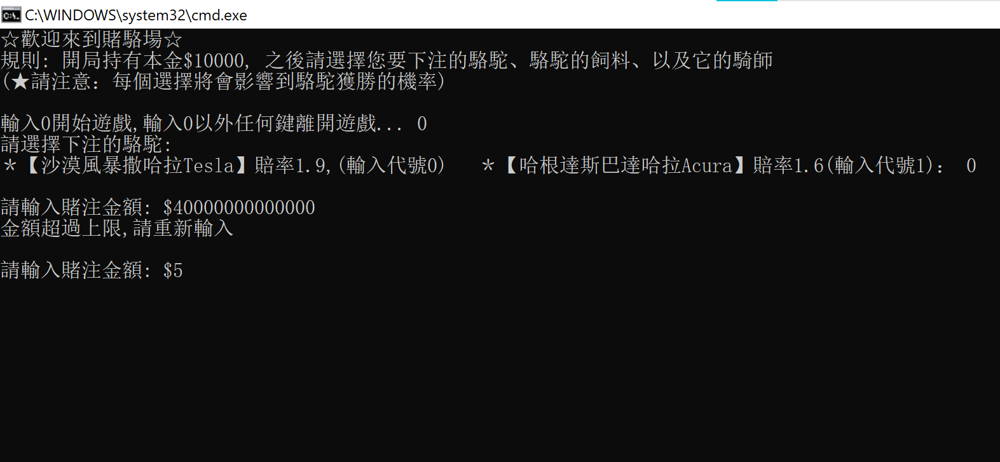 C:\WINDOWS\system32\cmd.exe
☆歡迎來到賭駱場☆
規則: 開局持有本金$10000, 之後請選擇您要下注的駱駝、駱駝的飼料、以及它的騎師
(★請注意: 每個選擇將會影響到駱駝獲勝的機率)
輸入0開始遊戲,輸入0以外任何鍵離開遊戲... 0
請選擇下注的駱駝:
＊【沙漠風暴撒哈拉Tesla】賠率1.9,(輸入代號0) ＊【哈根達斯巴達哈拉Acura】賠率1.6(輸入代號1): 0
請輸入賭注金額: $40000000000000
金額超過上限,請重新輸入
請輸入賭注金額: $5